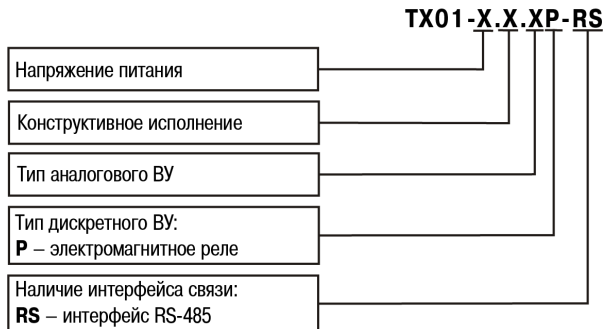 ТХ01-Х.Х.ХР-RS
Напряжение питания
Конструктивное исполнение
Тип аналогового ВУ
Тип дискретного ВУ:
Р – электромагнитное реле
Наличие интерфейса связи:
RS – интерфейс RS-485